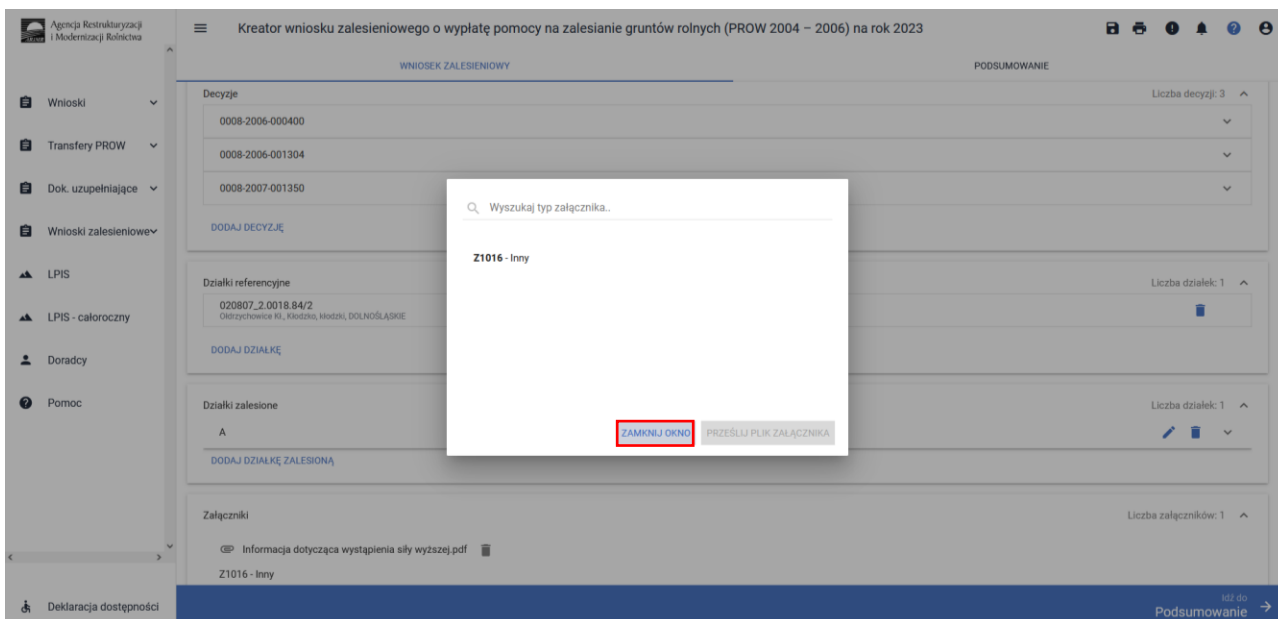 Agencja Restrukturyzacji
i Modernizacji Rolnictwa
Kreator wniosku zalesieniowego o wypłatę pomocy na zalesianie gruntów rolnych (PROW 2004 – 2006) na rok 2023
WNIOSEK ZALESIENIOWY
PODSUMOWANIE
Wnioski
Transfery PROW
Dok. uzupełniające
Wnioski zalesieniowe
LPIS
LPIS - całoroczny
Doradcy
Pomoc
Deklaracja dostępności
Decyzje
Liczba decyzji: 3
0008-2006-000400
0008-2006-001304
0008-2007-001350
DODAJ DECYZJĘ
Działki referencyjne
Liczba działek: 1
020807_2.0018.84/2
Ołdrzychowice Kł., Kłodzko, kłodzki, DOLNOŚLĄSKIE
DODAJ DZIAŁKĘ
Działki zalesione
Liczba działek: 1
A
DODAJ DZIAŁKĘ ZALESIONĄ
Załączniki
Liczba załączników: 1
Informacja dotycząca wystąpienia siły wyższej.pdf
Z1016 - Inny
Wyszukaj typ załącznika..
Z1016 - Inny
ZAMKNIJ OKNO
PRZEŚLIJ PLIK ZAŁĄCZNIKA
Idź do
Podsumowanie